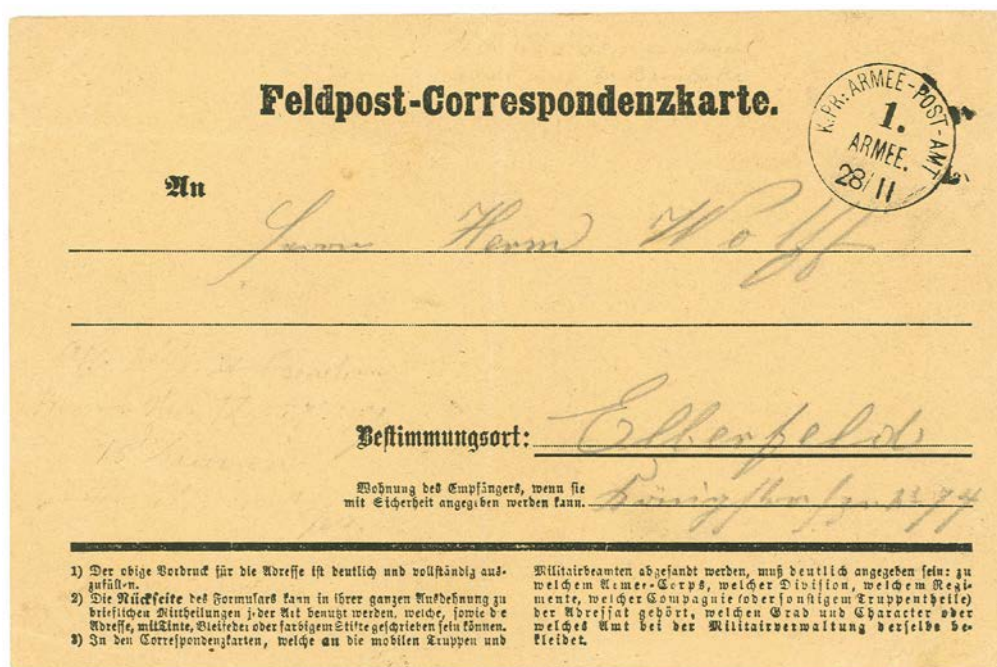 Feldpost-Correspondenzkarte.
K. PR. ARMEE-POST-AMT
1.
ARMEE.
28/11
An
Herrn Herm Wolff
Bestimmungsort: Elberfeld
Wohnung des Empfängers, wenn sie
mit Sicherheit angegeben werden kann.
1) Der obige Vordruck für die Adresse ist deutlich und vollständig aus-
zufüllen.
2) Die Rückseite des Formulars kann in ihrer ganzen Ausdehnung zu
brieflichen Mittheilungen jeder Art benutzt werden, welche, sowie die
Adresse, mit Tinte, Bleifeder oder farbigem Stifte geschrieben sein können.
3) In den Correspondenzkarten, welche an die mobilen Truppen und
Militairbeamten abgesandt werden, muß deutlich angegeben sein: zu
welchem Armee-Corps, welcher Division, welchem Regi-
mente, welcher Compagnie (oder sonstigem Truppentheile)
der Adressat gehört, welchen Grad und Character oder
welches Amt bei der Militairverwaltung derselbe be-
kleidet.